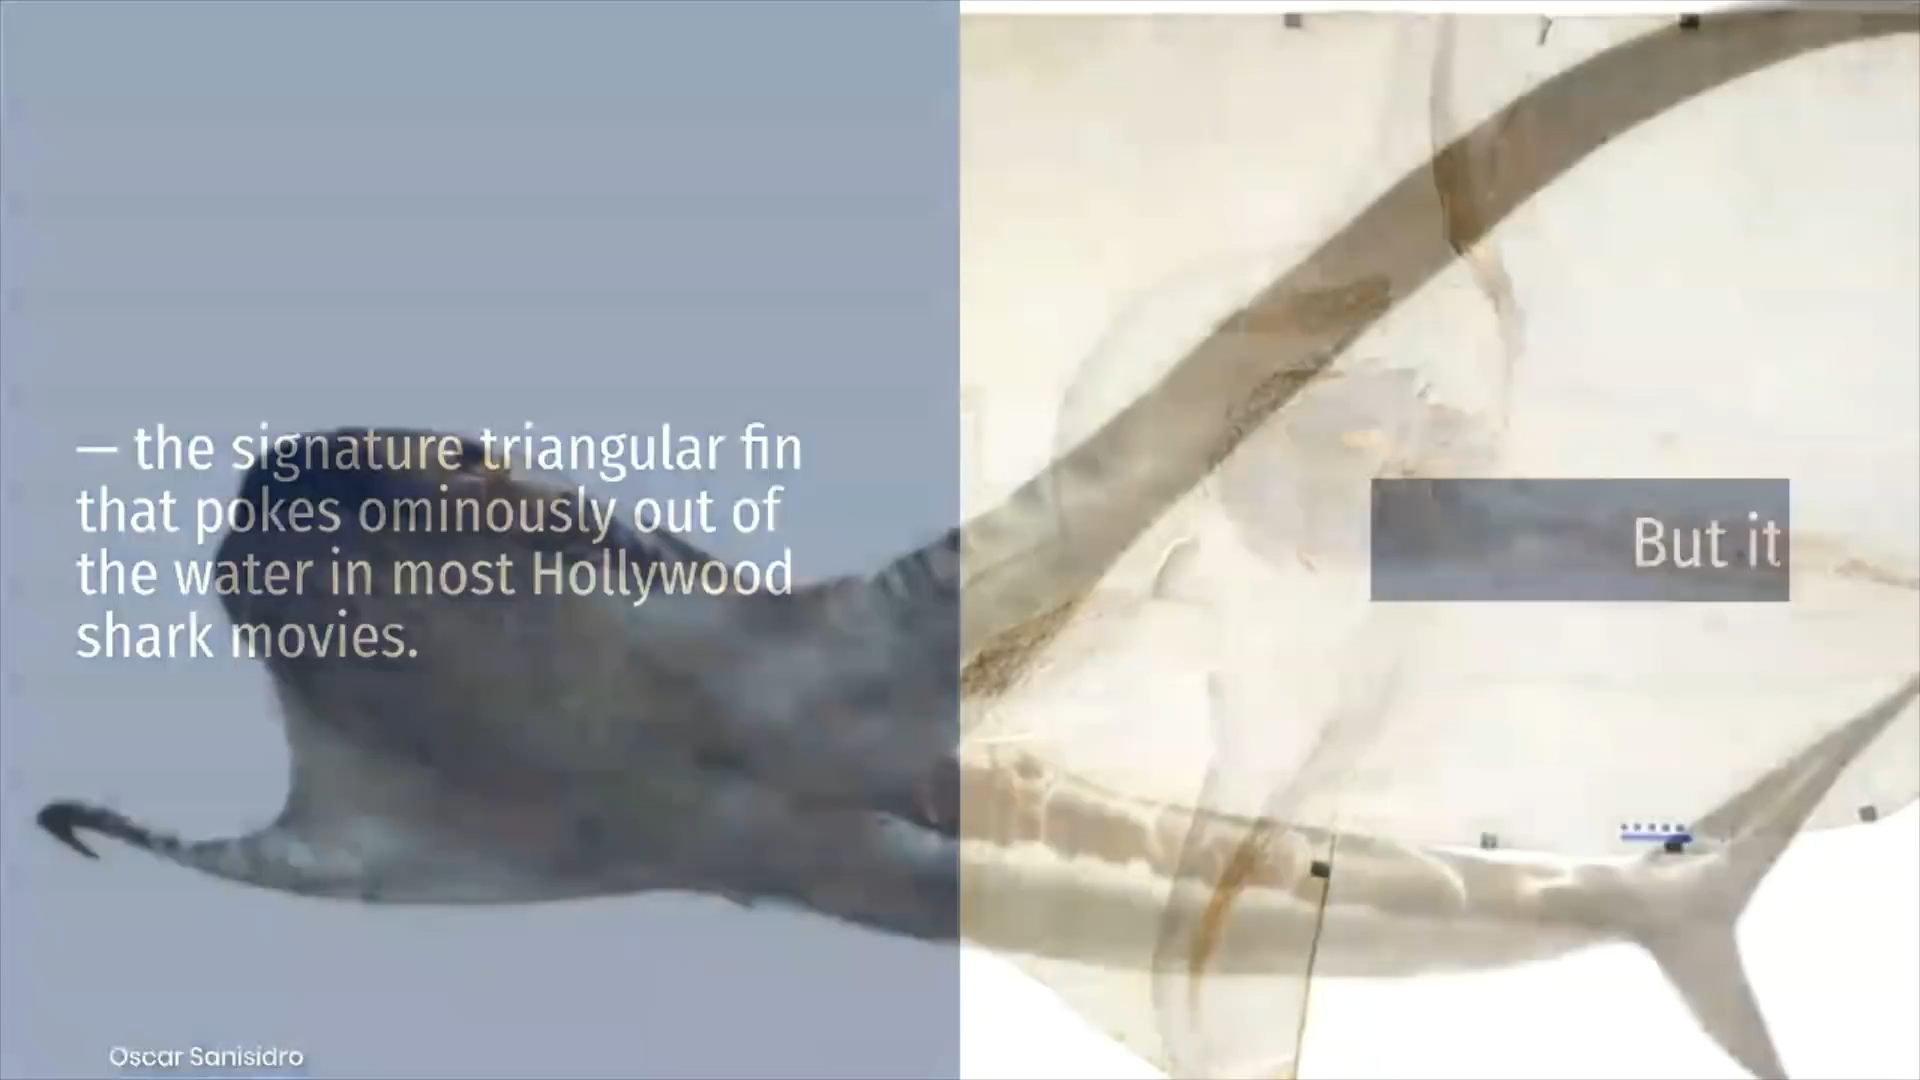 — the signature triangular fin
that pokes ominously out of
the water in most Hollywood
shark movies.
But it
Oscar Sanisidro